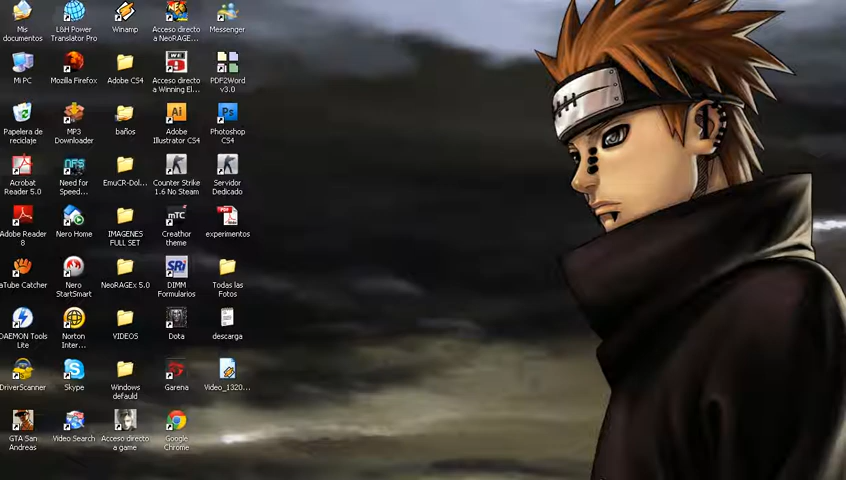 Mis
documentos
L&H Power
Translator Pro
Winamp
Acceso directo
a NeoRAGE...
Messenger
Mi PC
Mozilla Firefox
Adobe CS4
Acceso directo
a Winning El...
PDF2Word
v3.0
Papelera de
reciclaje
MP3
Downloader
baños
Adobe
Illustrator CS4
Photoshop
CS4
Acrobat
Reader 5.0
Need for
Speed...
EmuCR-Dol...
Counter Strike
1.6 No Steam
Servidor
Dedicado
Adobe Reader
8
Nero Home
IMAGENES
FULL SET
Creathor
theme
experimentos
aTube Catcher
Nero
StartSmart
NeoRAGEx 5.0
DIMM
Formularios
Todas las
Fotos
DAEMON Tools
Lite
Norton
Inter...
VIDEOS
Dota
descarga
DriverScanner
Skype
Windows
defauld
Garena
Video_1320...
GTA San
Andreas
Video Search
Acceso directo
a game
Google
Chrome